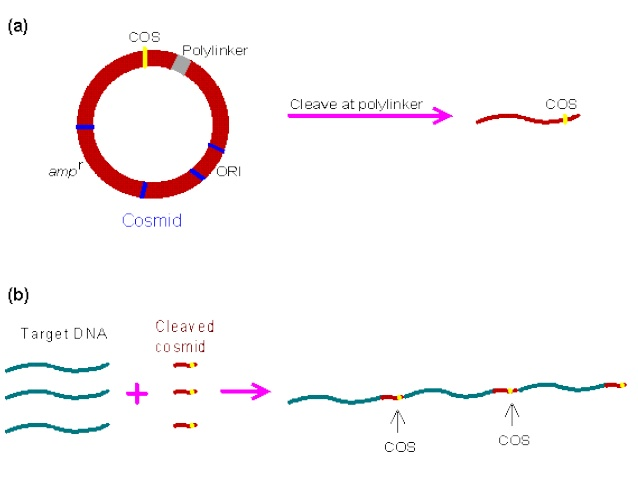 (a)
COS
Polylinker
Cleave at polylinker
COS
amp r
ORI
Cosmid
(b)
Target DNA
Cleaved
cosmid
COS
COS